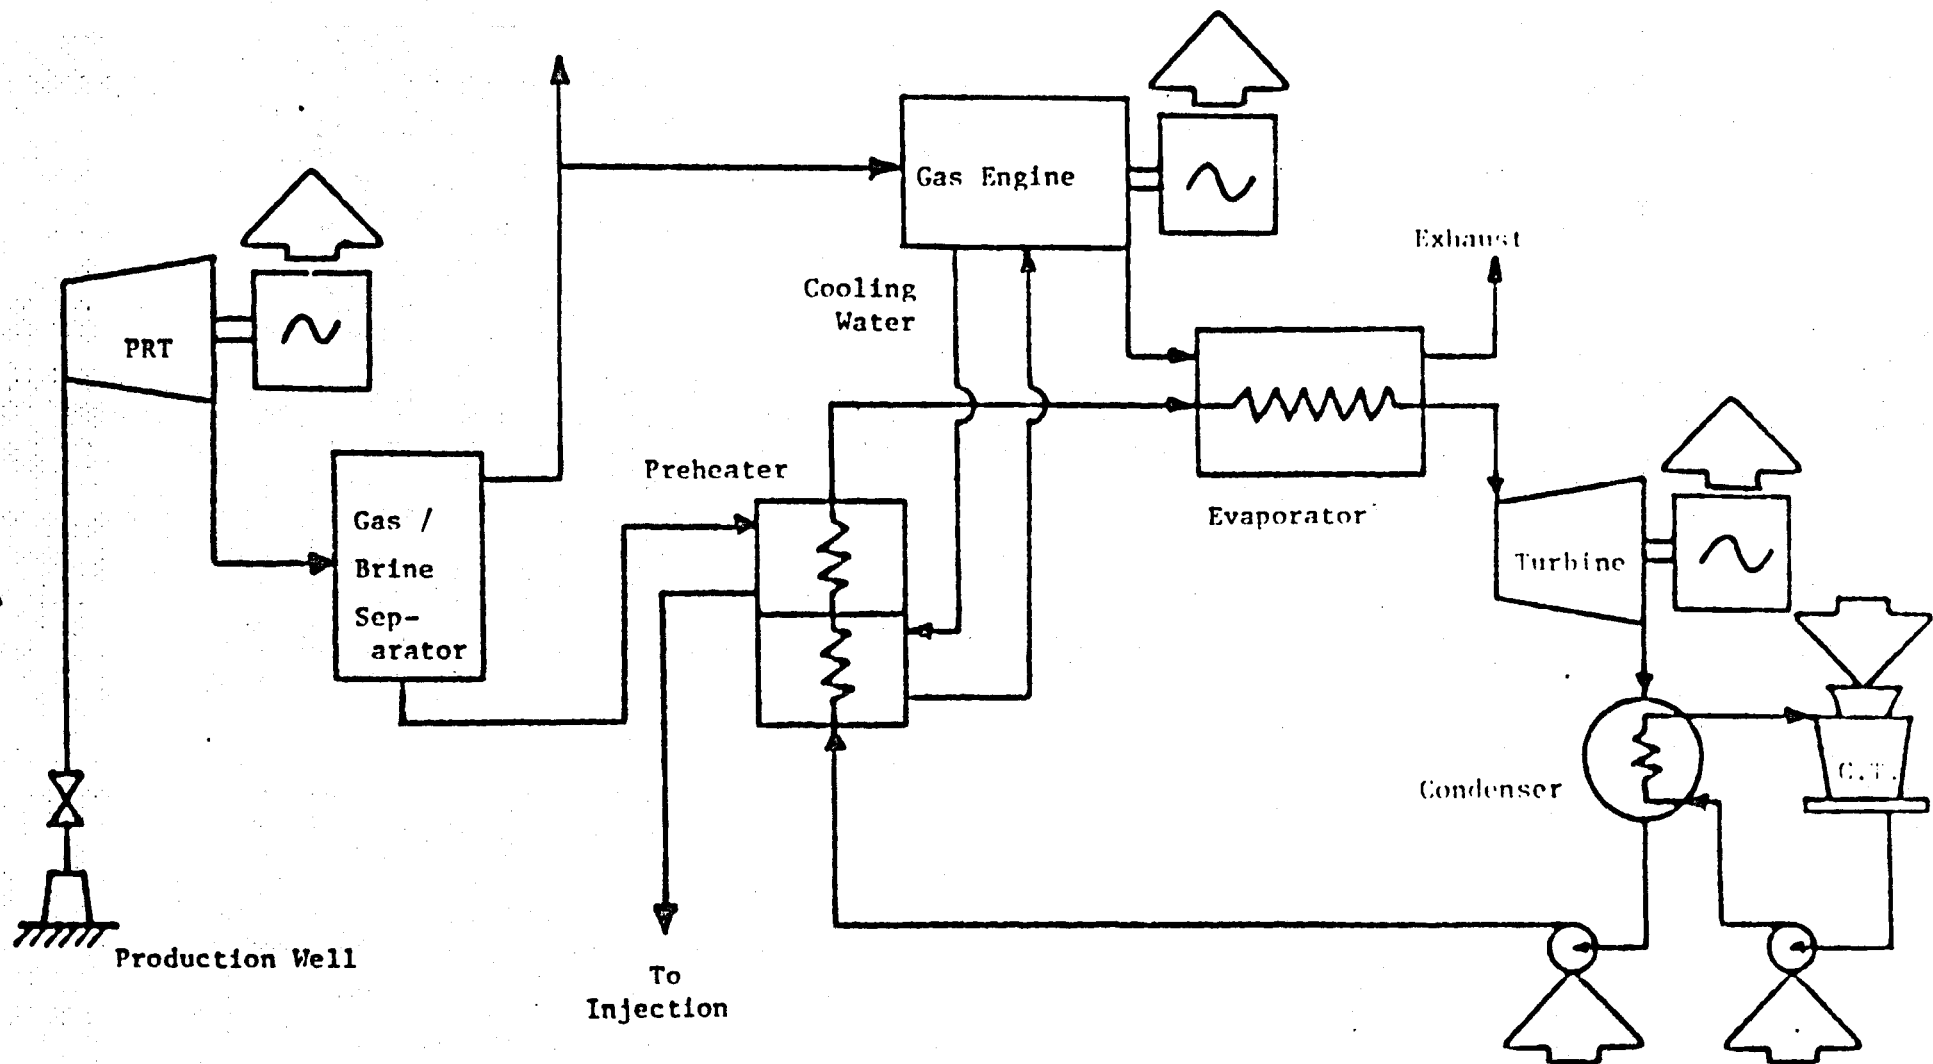 Gas Engine
Exhaust
Cooling
Water
PRT
Preheater
Evaporator
Gas /
Brine
Sep-
arator
Turbine
C.T.
Condenser
Production Well
To
Injection